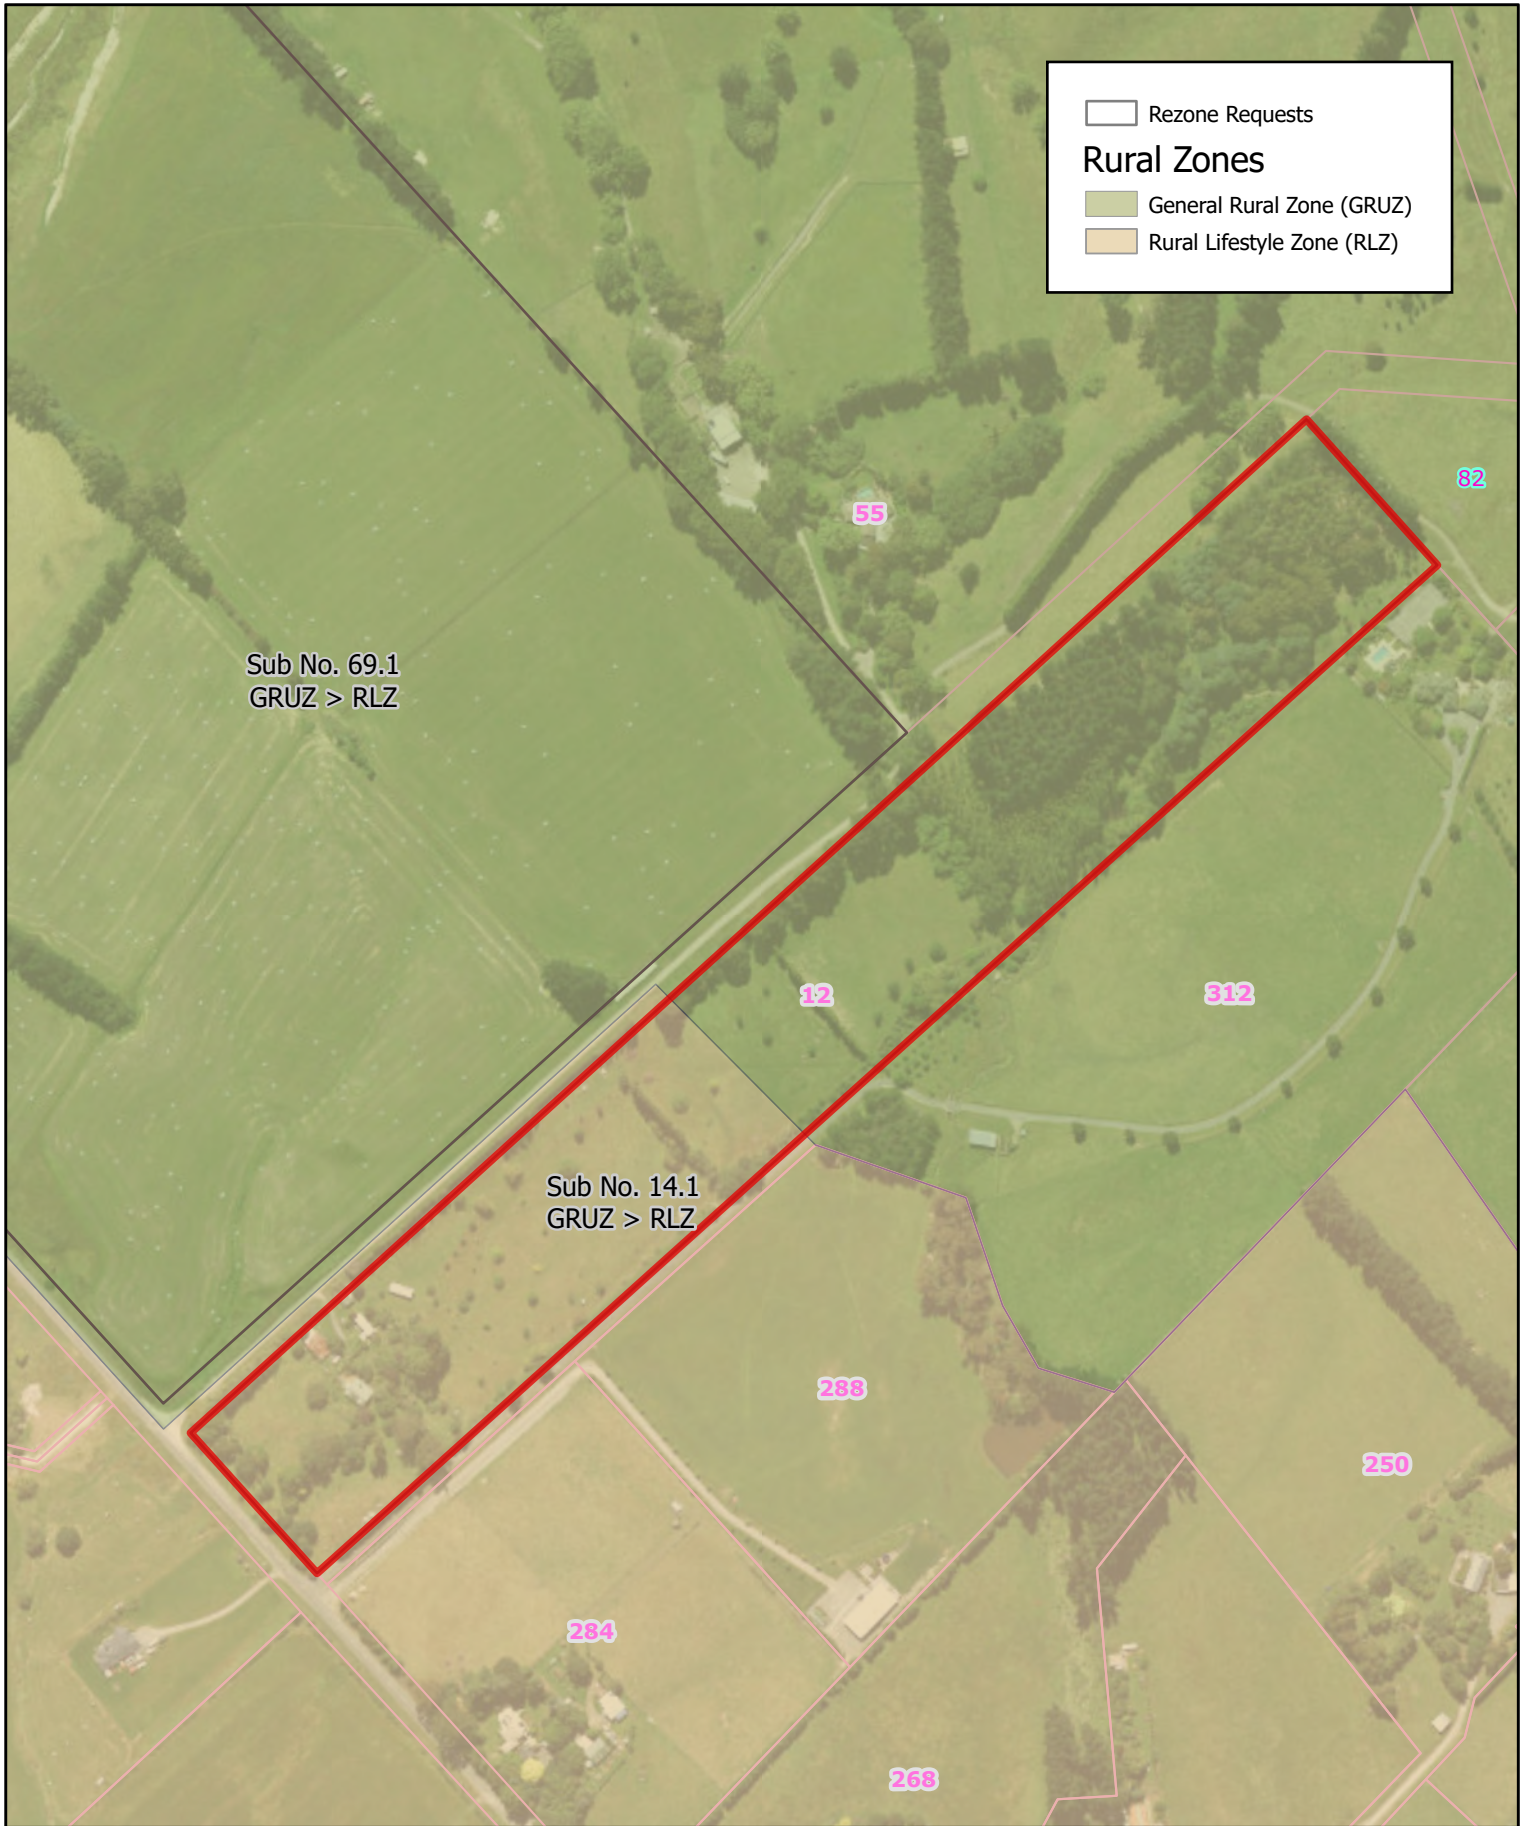 Rezone Requests
Rural Zones
General Rural Zone (GRUZ)
Rural Lifestyle Zone (RLZ)
82
55
Sub No. 69.1
GRUZ > RLZ
12
312
Sub No. 14.1
GRUZ > RLZ
288
250
284
268